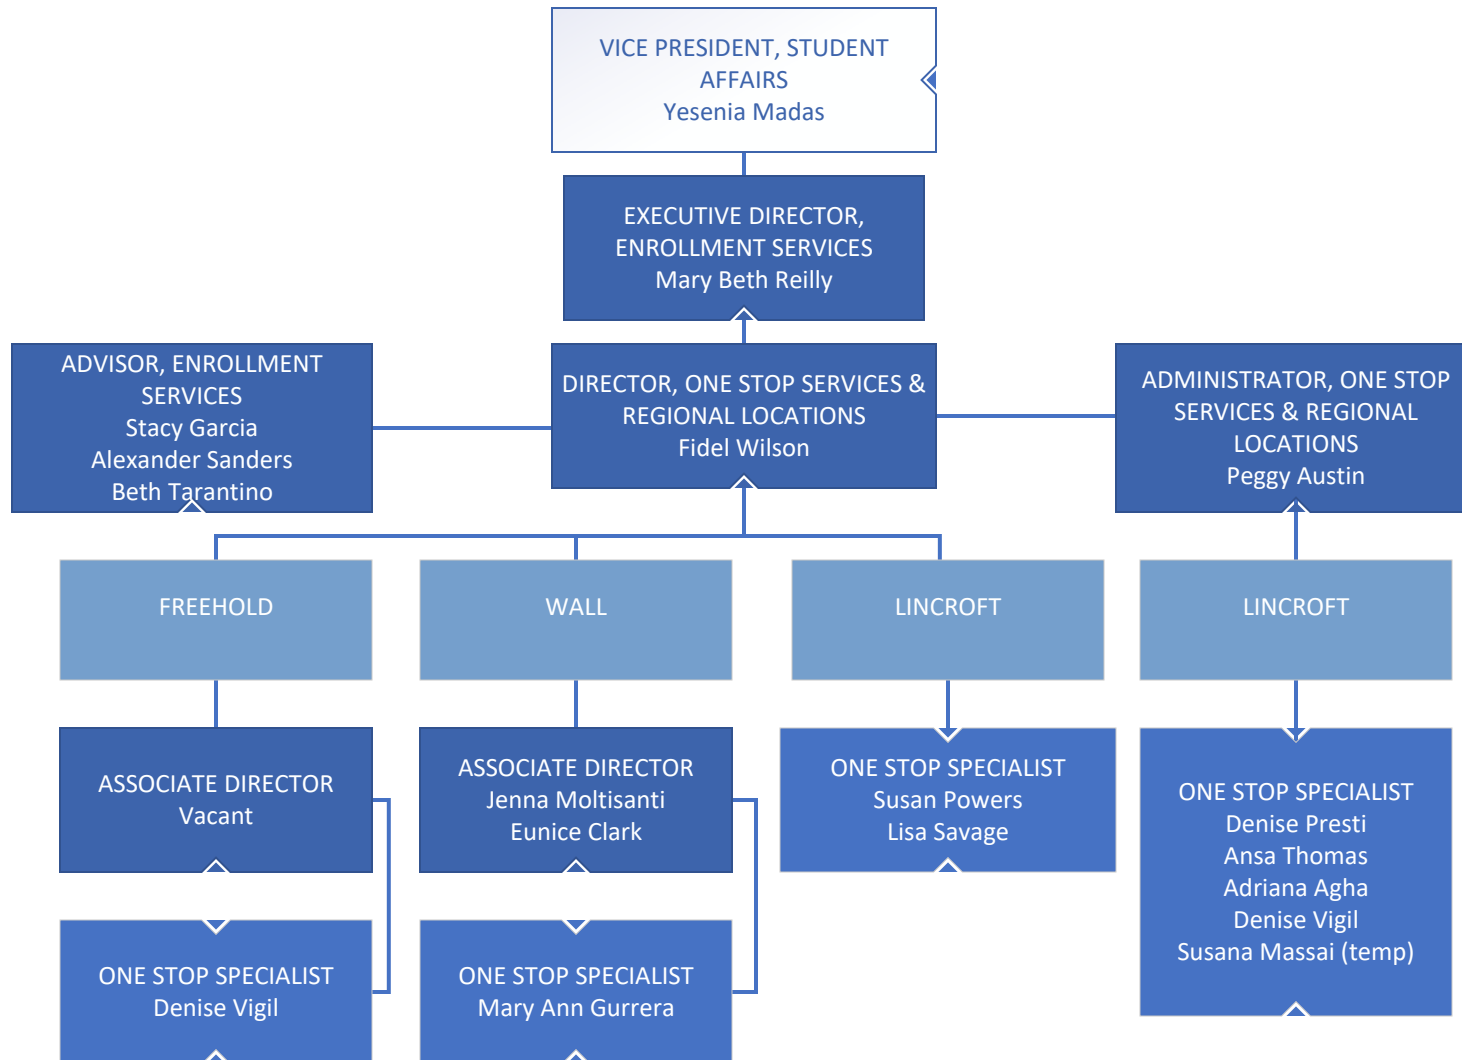 VICE PRESIDENT, STUDENT
AFFAIRS
Yesenia Madas
EXECUTIVE DIRECTOR,
ENROLLMENT SERVICES
Mary Beth Reilly
ADVISOR, ENROLLMENT
SERVICES
Stacy Garcia
Alexander Sanders
Beth Tarantino
DIRECTOR, ONE STOP SERVICES &
REGIONAL LOCATIONS
Fidel Wilson
ADMINISTRATOR, ONE STOP
SERVICES & REGIONAL
LOCATIONS
Peggy Austin
FREEHOLD
WALL
LINCROFT
LINCROFT
ASSOCIATE DIRECTOR
Vacant
ASSOCIATE DIRECTOR
Jenna Moltisanti
Eunice Clark
ONE STOP SPECIALIST
Susan Powers
Lisa Savage
ONE STOP SPECIALIST
Denise Presti
Ansa Thomas
Adriana Agha
Denise Vigil
Susana Massai (temp)
ONE STOP SPECIALIST
Denise Vigil
ONE STOP SPECIALIST
Mary Ann Gurrera